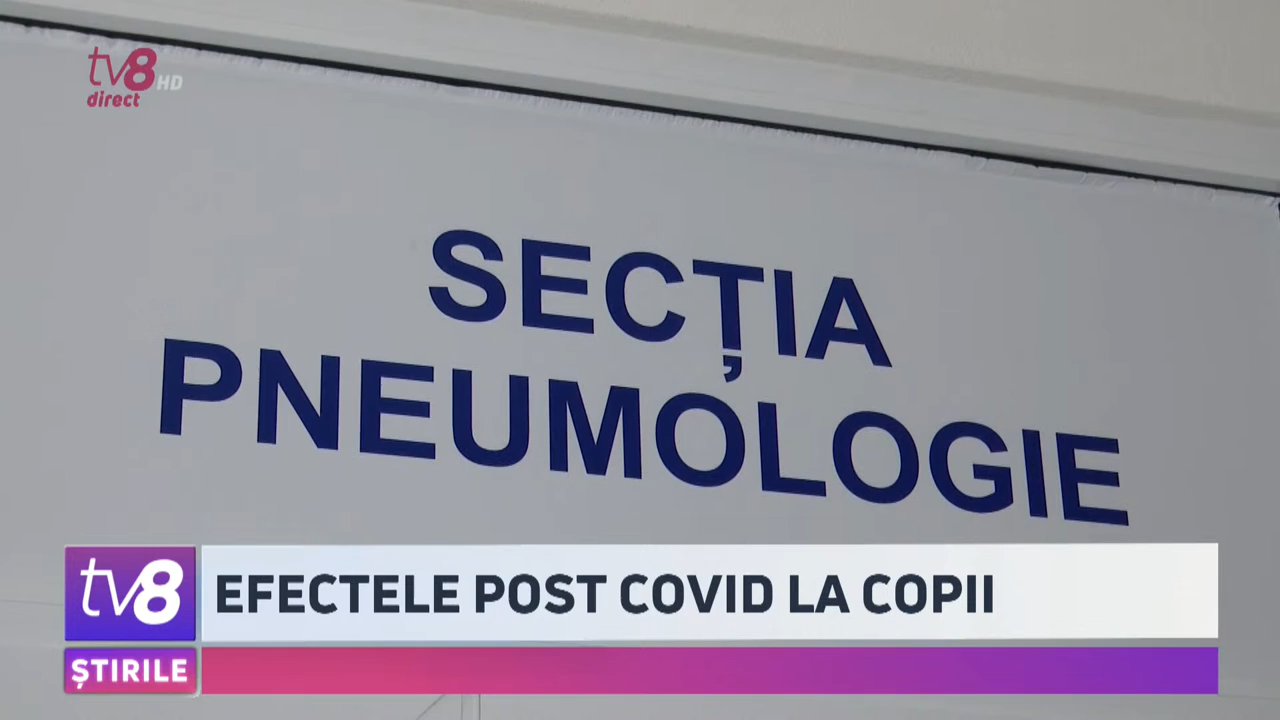 tv8 HD
direct
SECȚIA
PNEUMOLOGIE
tv8
EFECTELE POST COVID LA COPII
ȘTIRILE